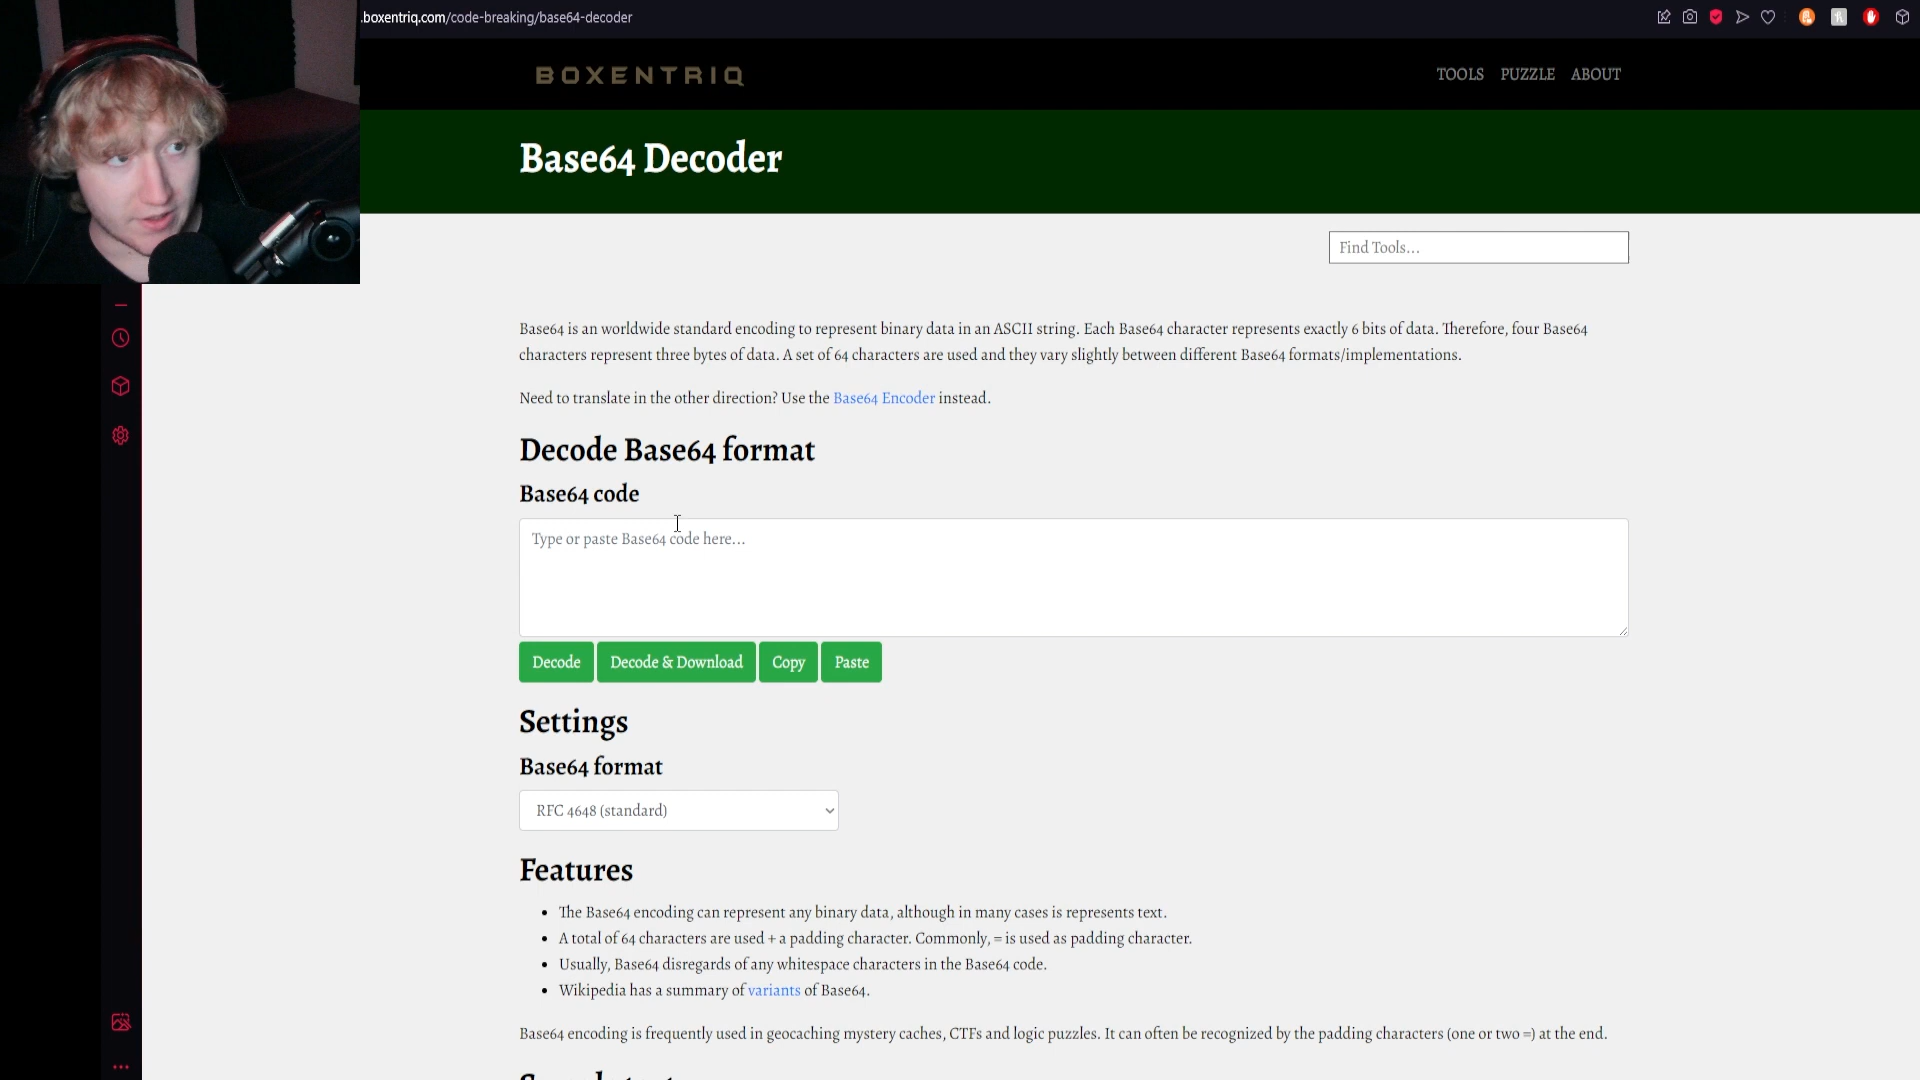 .boxentriq.com/code-breaking/base64-decoder
BOXENTRIQ
TOOLS PUZZLE ABOUT
Base64 Decoder
Find Tools...
Base64 is an worldwide standard encoding to represent binary data in an ASCII string. Each Base64 character represents exactly 6 bits of data. Therefore, four Base64
characters represent three bytes of data. A set of 64 characters are used and they vary slightly between different Base64 formats/implementations.
Need to translate in the other direction? Use the Base64 Encoder instead.
Decode Base64 format
Base64 code
Type or paste Base64 code here...
Decode Decode & Download Copy Paste
Settings
Base64 format
RFC 4648 (standard)
Features
• The Base64 encoding can represent any binary data, although in many cases is represents text.
• A total of 64 characters are used + a padding character. Commonly, = is used as padding character.
• Usually, Base64 disregards of any whitespace characters in the Base64 code.
• Wikipedia has a summary of variants of Base64.
Base64 encoding is frequently used in geocaching mystery caches, CTFs and logic puzzles. It can often be recognized by the padding characters (one or two =) at the end.